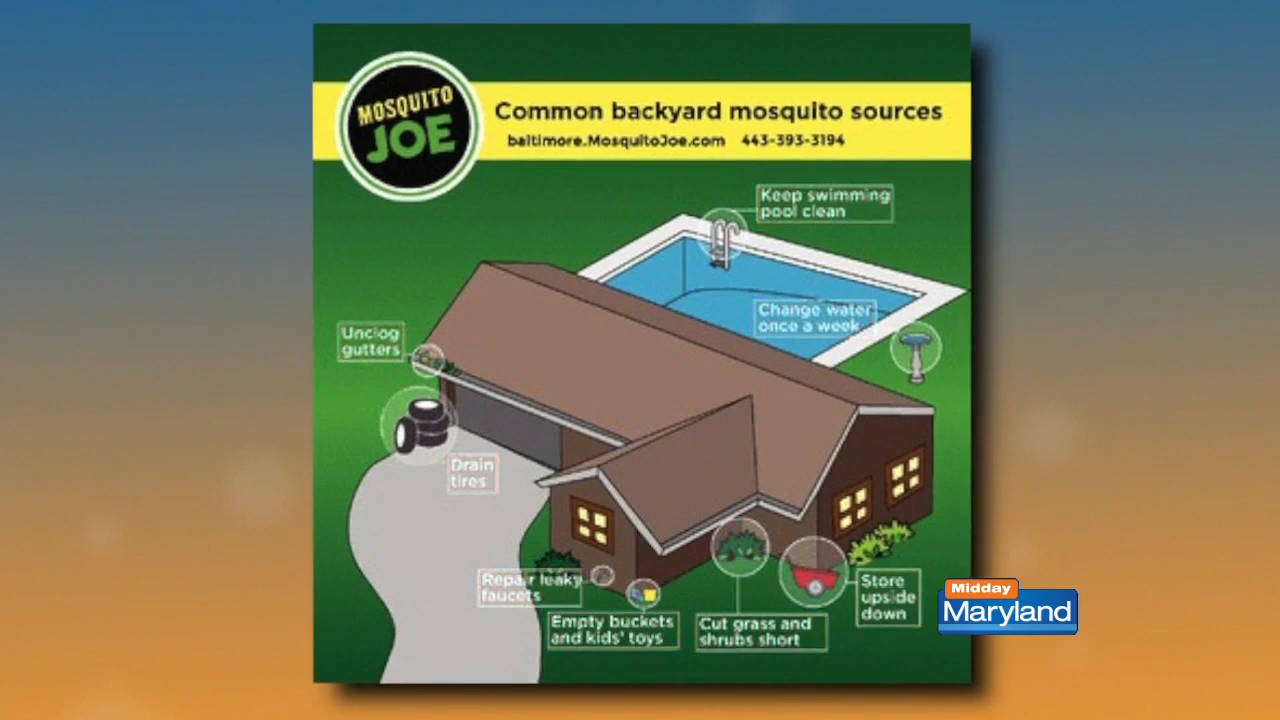 MOSQUITO
JOE
Common backyard mosquito sources
baltimore.MosquitoJoe.com 443-393-3194
Keep swimming
pool clean
Change water
once a week
Unclog
gutters
Drain
tires
Repair leaky
faucets
Empty buckets
and kids' toys
Cut grass and
shrubs short
Store
upside
down
Midday
Maryland